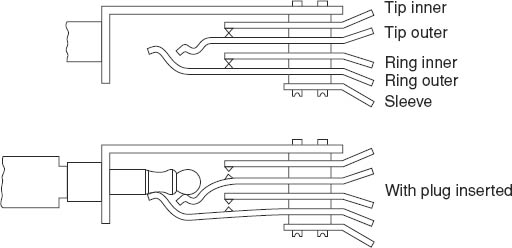 Tip inner
Tip outer
Ring inner
Ring outer
Sleeve
With plug inserted